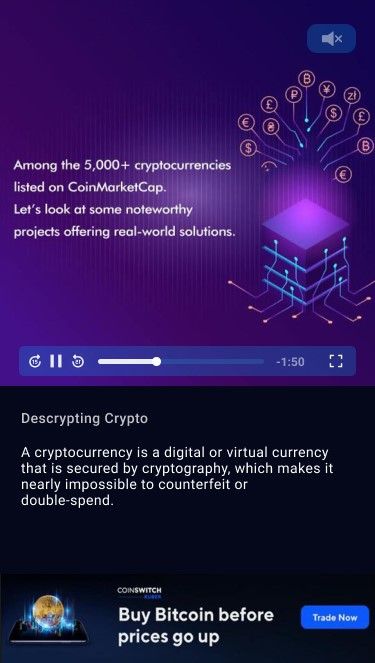 Among the 5,000+ cryptocurrencies
listed on CoinMarketCap.
Let's look at some noteworthy
projects offering real-world solutions.
-1:50
Descrypting Crypto
A cryptocurrency is a digital or virtual currency
that is secured by cryptography, which makes it
nearly impossible to counterfeit or
double-spend.
COINSWITCH
KUBER
Buy Bitcoin before
prices go up
Trade Now